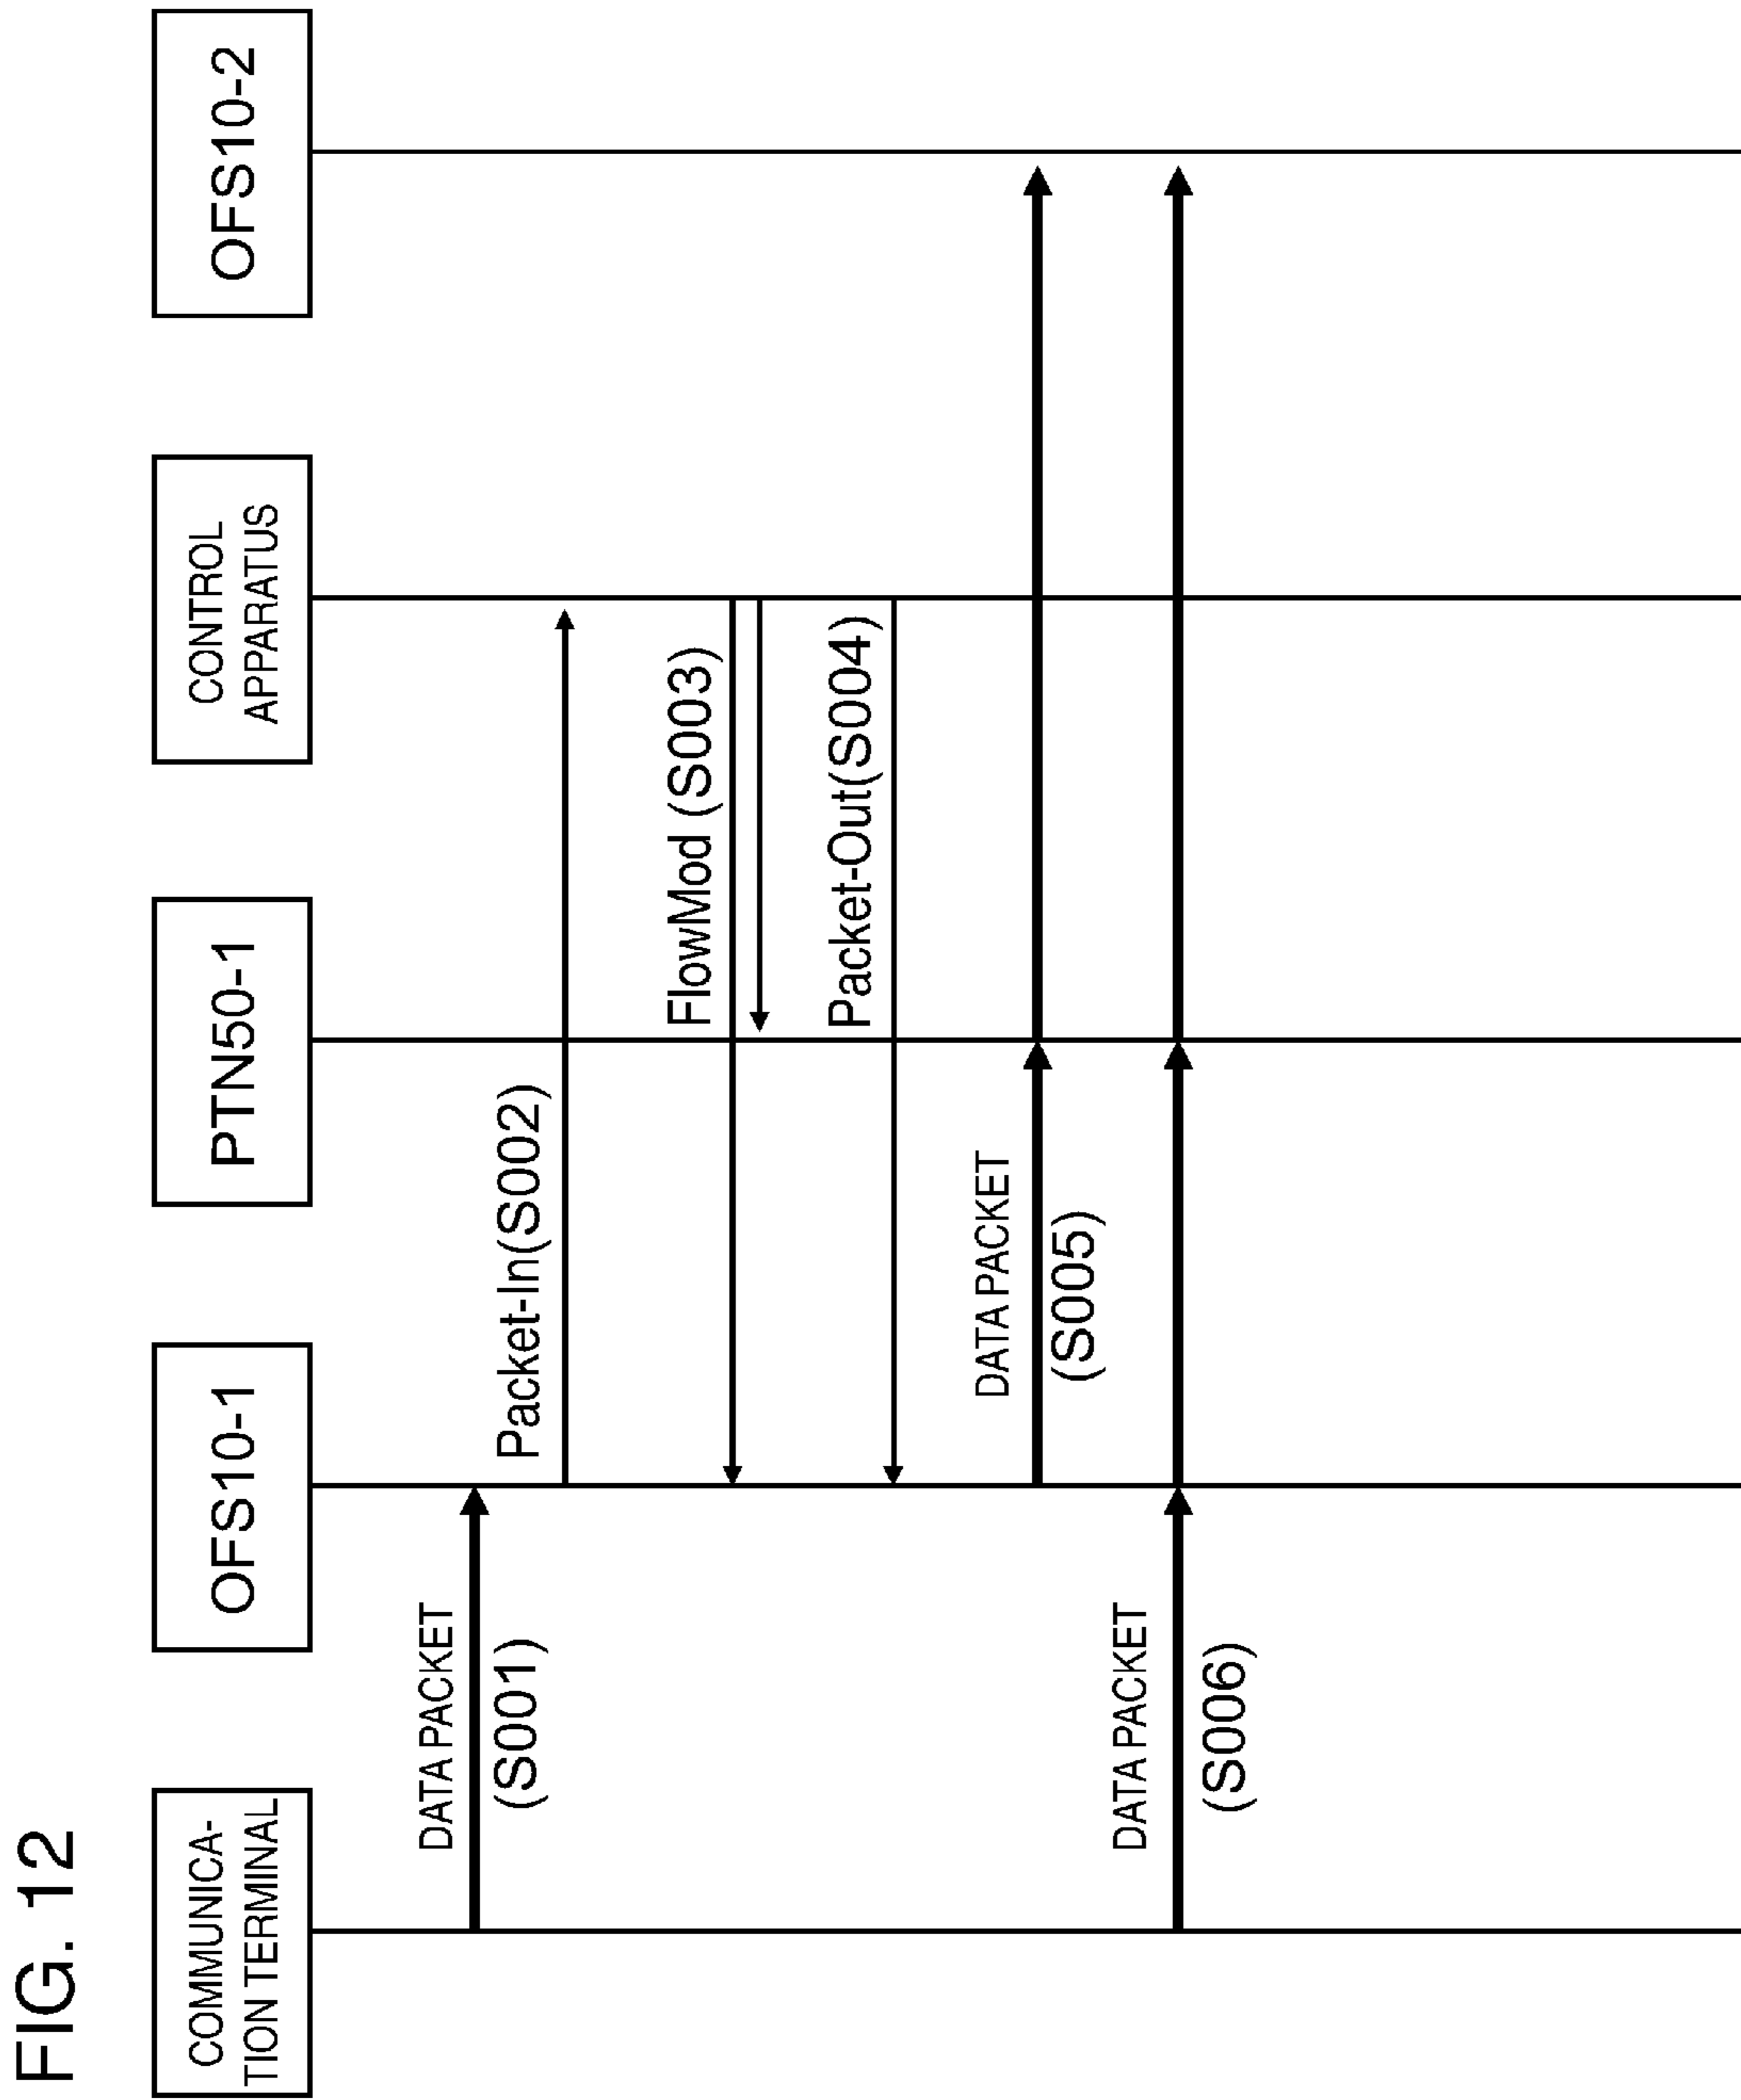 FIG. 12
COMMUNICA-
TION TERMINAL
OFS10-1
PTN50-1
CONTROL
APPARATUS
OFS10-2
DATA PACKET
(S001)
Packet-In(S002)
FlowMod (S003)
Packet-Out(S004)
DATA PACKET
(S005)
DATA PACKET
(S006)